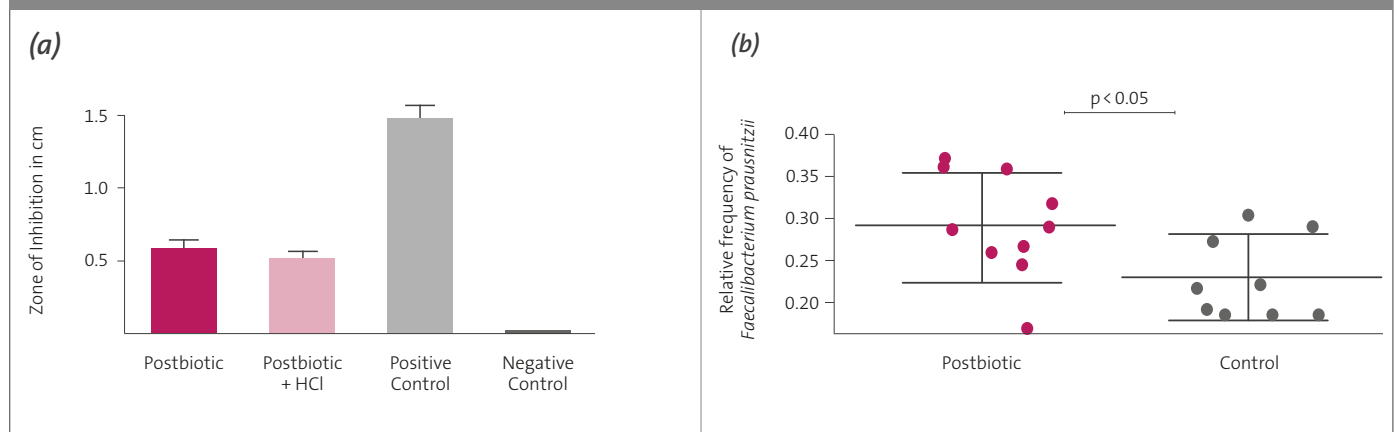 (a)
Zone of Inhibition in cm
1.5
1.0
0.5
Postbiotic
Postbiotic
+ HCl
Positive
Control
Negative
Control
(b)
p < 0.05
Relative frequency of
Faecalibacterium prausnitzii
0.40
0.35
0.30
0.25
0.20
Postbiotic
Control